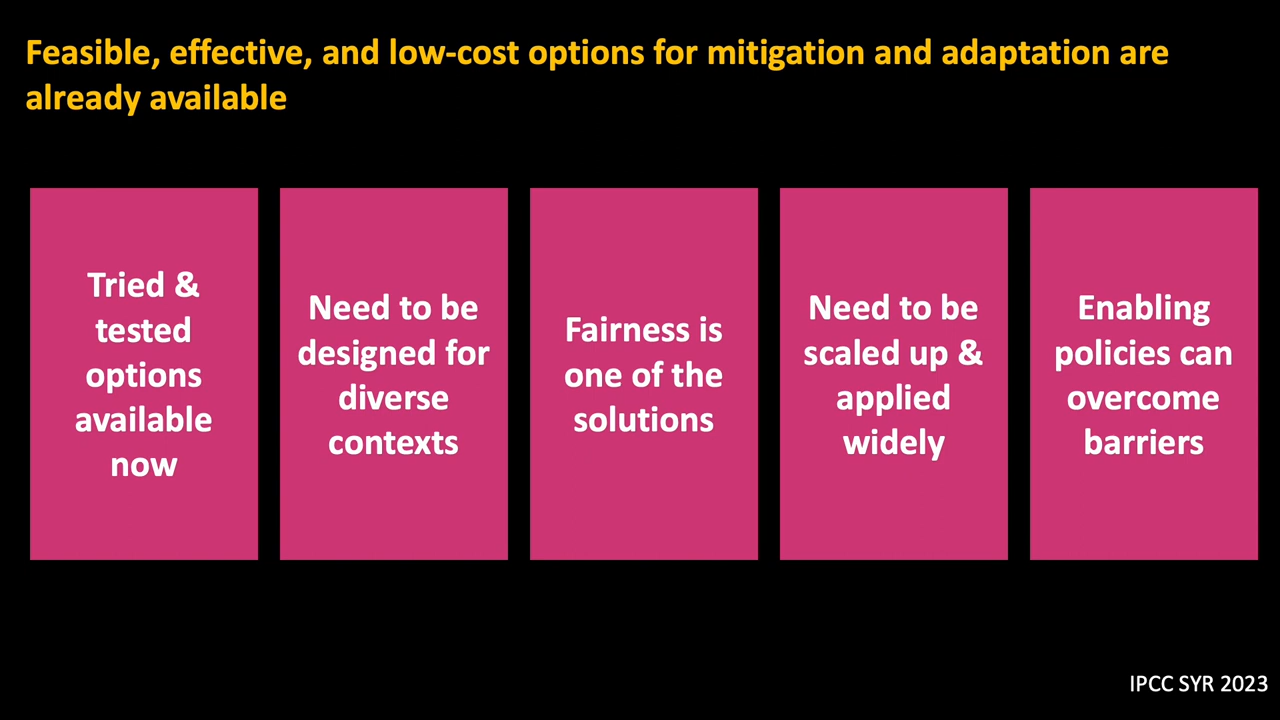 Feasible, effective, and low-cost options for mitigation and adaptation are
already available
Tried &
tested
options
available
now
Need to be
designed for
diverse
contexts
Fairness is
one of the
solutions
Need to be
scaled up &
applied
widely
Enabling
policies can
overcome
barriers
IPCC SYR 2023